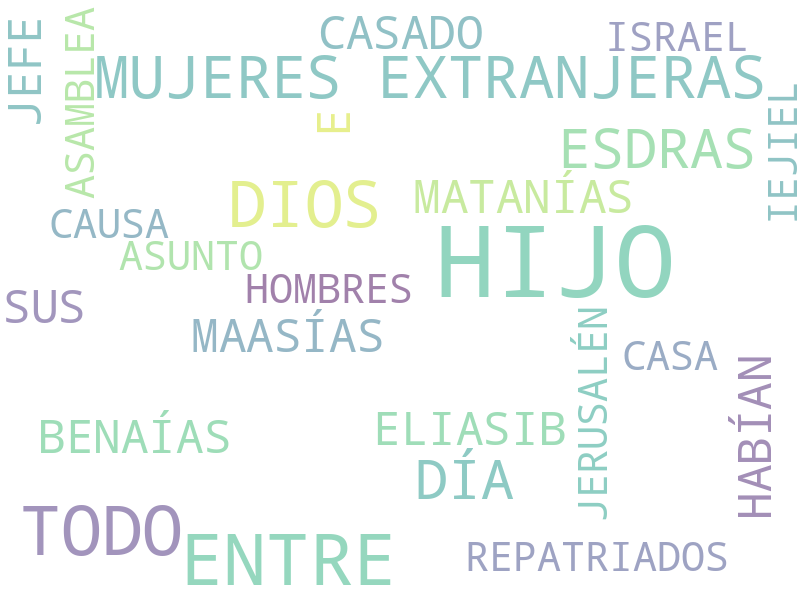 CASADO
ISRAEL
JEFE
ASAMBLEA
MUJERES EXTRANJERAS
E
IEJIEL
ESDRAS
DIOS
MATANÍAS
CAUSA
ASUNTO
HIJO
HOMBRES
SUS
MAASÍAS
JERUSALÉN
CASA
HABÍAN
BENAÍAS
ELIASIB
DÍA
TODO
ENTRE
REPATRIADOS